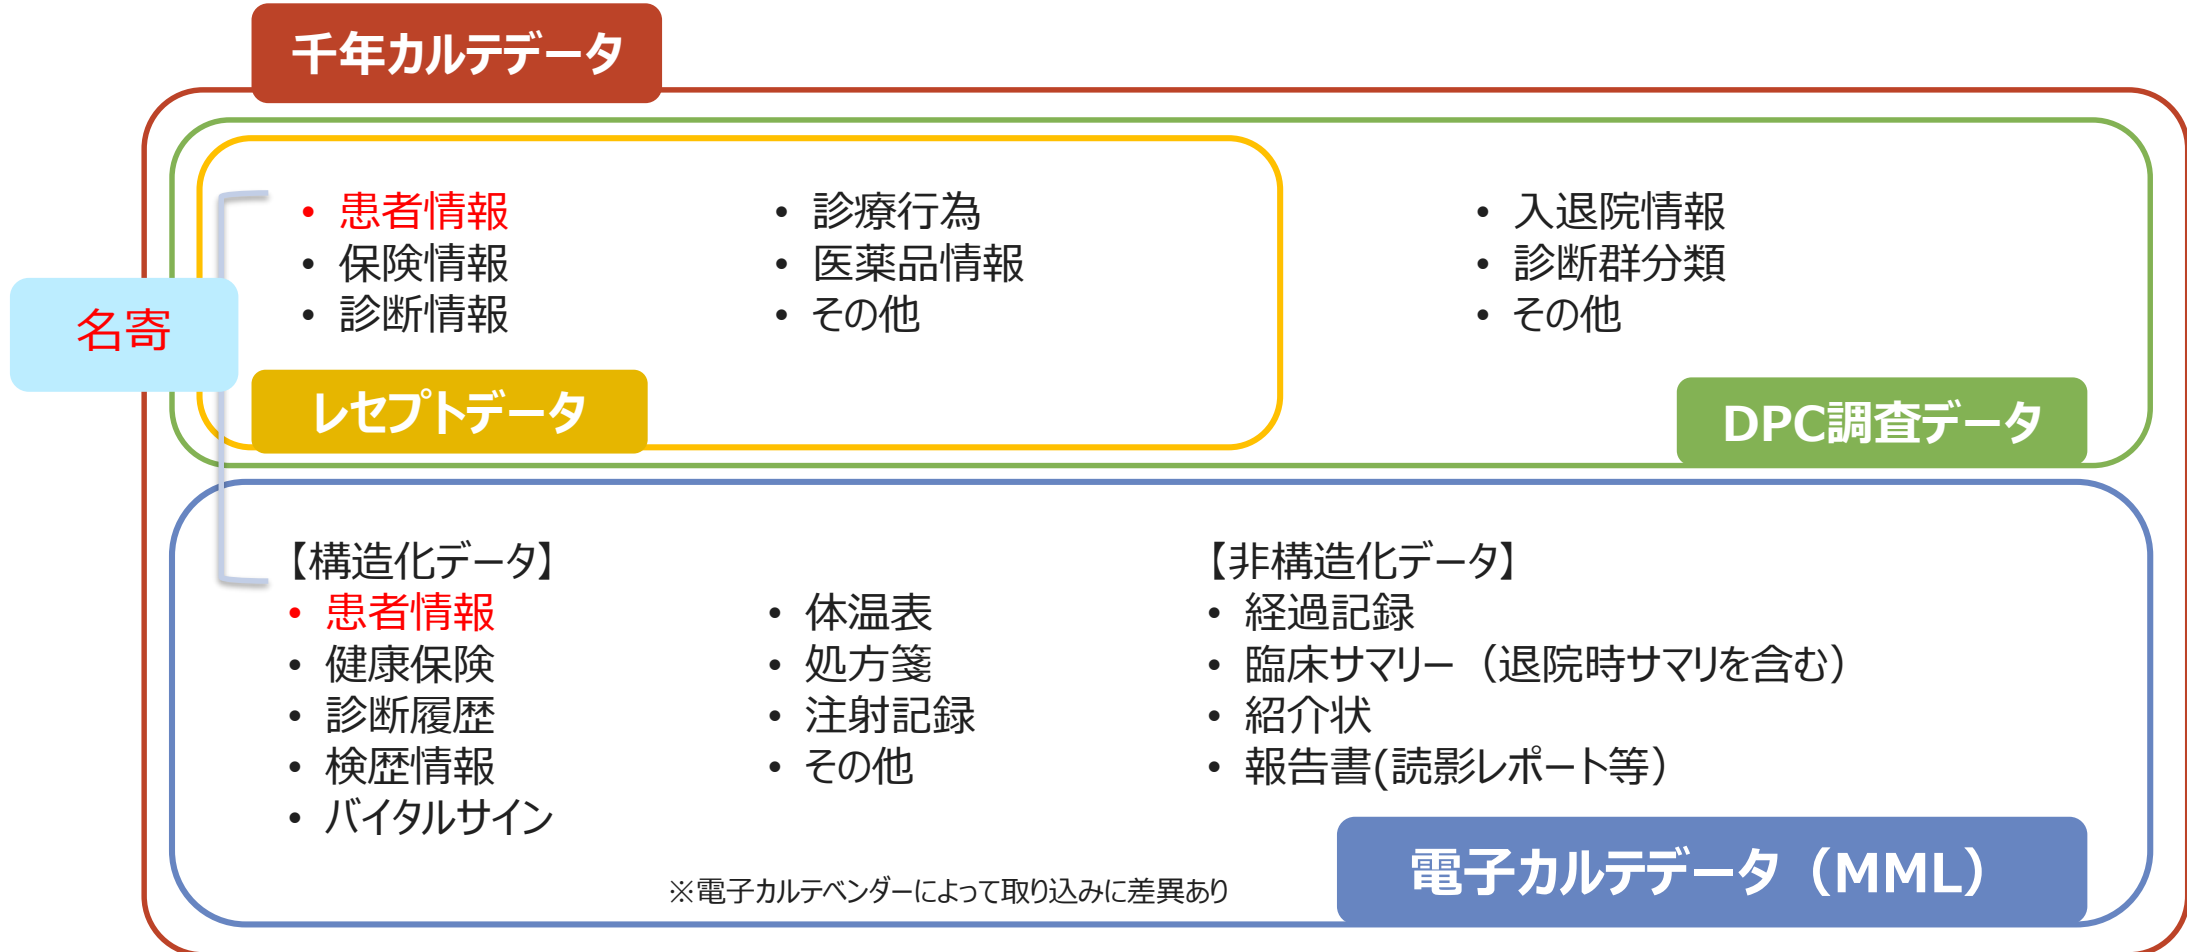 千年カルテデータ
• 患者情報
• 保険情報
• 診断情報
• 診療行為
• 医薬品情報
• その他
• 入退院情報
• 診断群分類
• その他
名寄
レセプトデータ
DPC調査データ
【構造化データ】
• 患者情報
• 健康保険
• 診断履歴
• 検歴情報
• バイタルサイン
• 体温表
• 処方箋
• 注射記録
• その他
【非構造化データ】
• 経過記録
• 臨床サマリー（退院時サマリを含む）
• 紹介状
• 報告書(読影レポート等）
※電子カルテベンダーによって取り込みに差異あり
電子カルテデータ（MML）